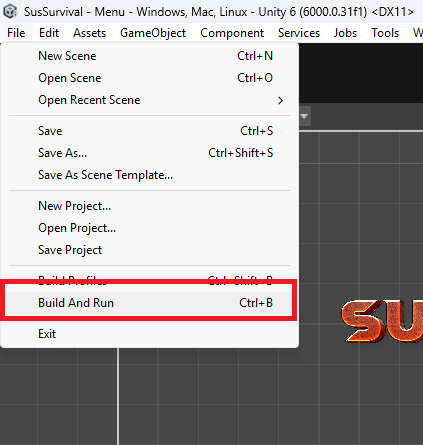 SusSurvival - Menu - Windows, Mac, Linux - Unity 6 (6000.0.31f1) <DX11>
File Edit Assets GameObject Component Services Jobs Tools
New Scene Ctrl+N
Open Scene Ctrl+O
Open Recent Scene
Save Ctrl+S
Save As... Ctrl+Shift+S
Save As Scene Template...
New Project...
Open Project...
Save Project
Build Profiles Ctrl+Shift+B
Build And Run Ctrl+B
SU
Exit